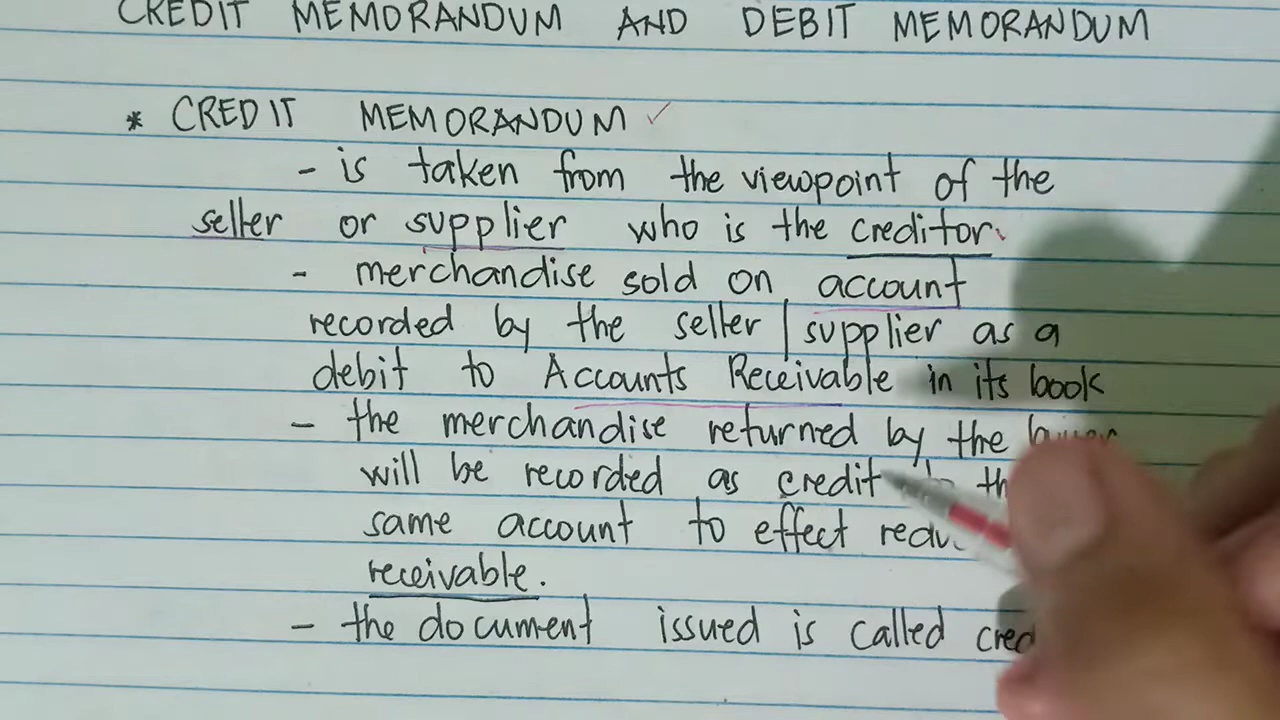 CREDIT MEMORANDUM AND DEBIT MEMORANDUM
* CREDIT MEMORANDUM ✓
- is taken from the viewpoint of the
seller or supplier who is the creditor.
- merchandise sold on account
recorded by the seller | supplier as a
debit to Accounts Receivable in its book
- the merchandise returned by the
will be recorded as credit
same account to effect
receivable.
- the document issued is called